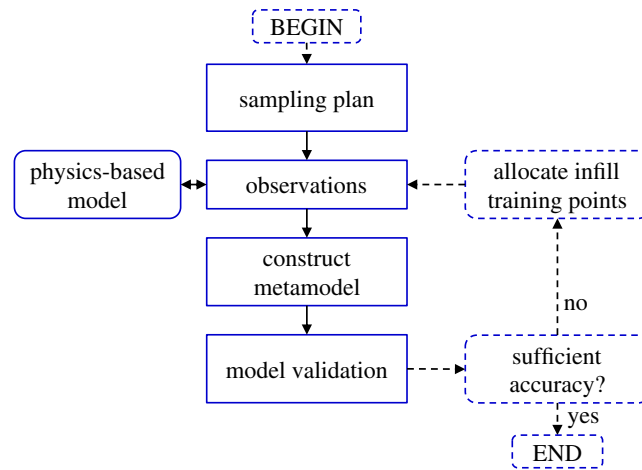 BEGIN
sampling plan
physics-based
model
observations
allocate infill
training points
construct
metamodel
no
model validation
sufficient
accuracy?
yes
END